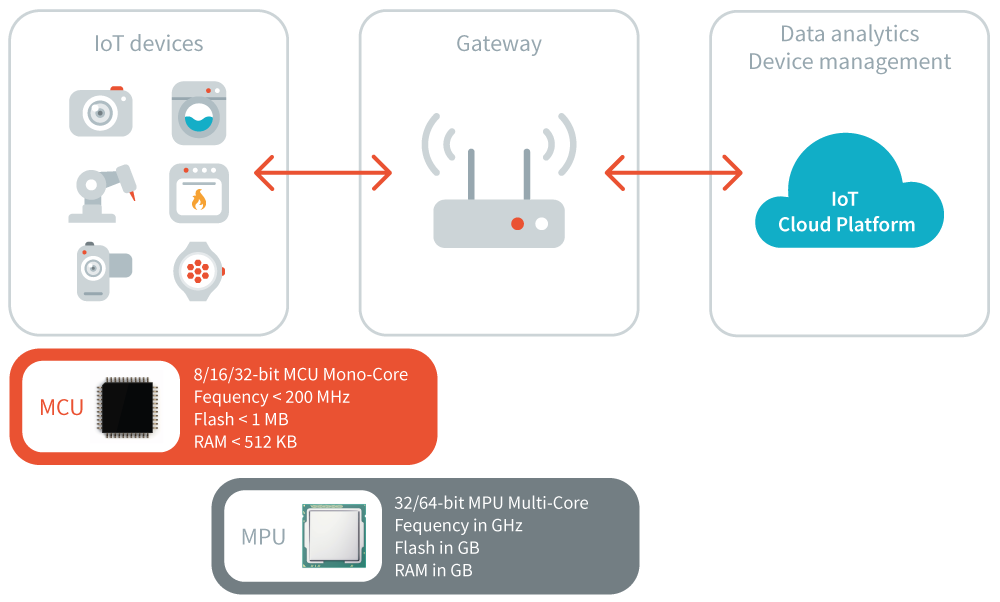 IoT devices
Gateway
Data analytics
Device management
IoT
Cloud Platform
MCU
8/16/32-bit MCU Mono-Core
Fequency < 200 MHz
Flash < 1 MB
RAM < 512 KB
MPU
32/64-bit MPU Multi-Core
Fequency in GHz
Flash in GB
RAM in GB